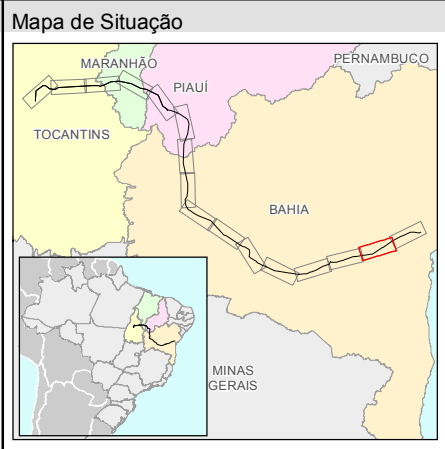 Mapa de Situação
PERNAMBUCO
MARANHÃO
PIAUÍ
TOCANTINS
BAHIA
MINAS
GERAIS